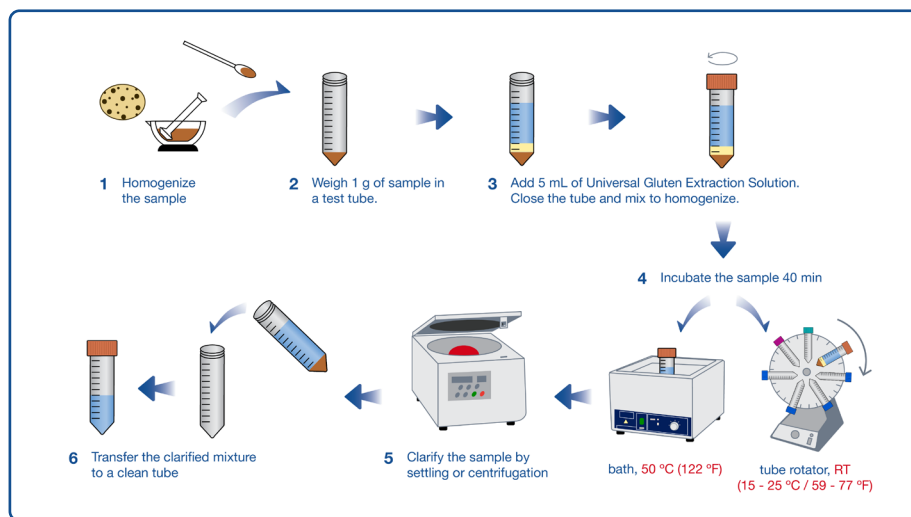 1 Homogenize
the sample
2 Weigh 1 g of sample in
a test tube.
3 Add 5 mL of Universal Gluten Extraction Solution.
Close the tube and mix to homogenize.
4 Incubate the sample 40 min
bath, 50 ºC (122 ºF)
tube rotator, RT
(15 - 25 ºC / 59 - 77 ºF)
5 Clarify the sample by
settling or centrifugation
6 Transfer the clarified mixture
to a clean tube